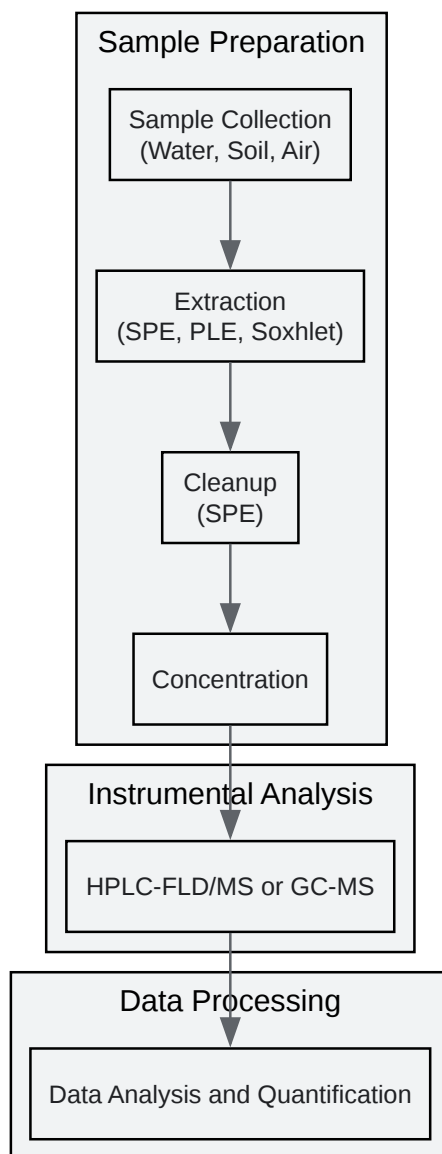 Sample Preparation
Sample Collection
(Water, Soil, Air)
Extraction
(SPE, PLE, Soxhlet)
Cleanup
(SPE)
Concentration
Instrumental Analysis
HPLC-FLD/MS or GC-MS
Data Processing
Data Analysis and Quantification